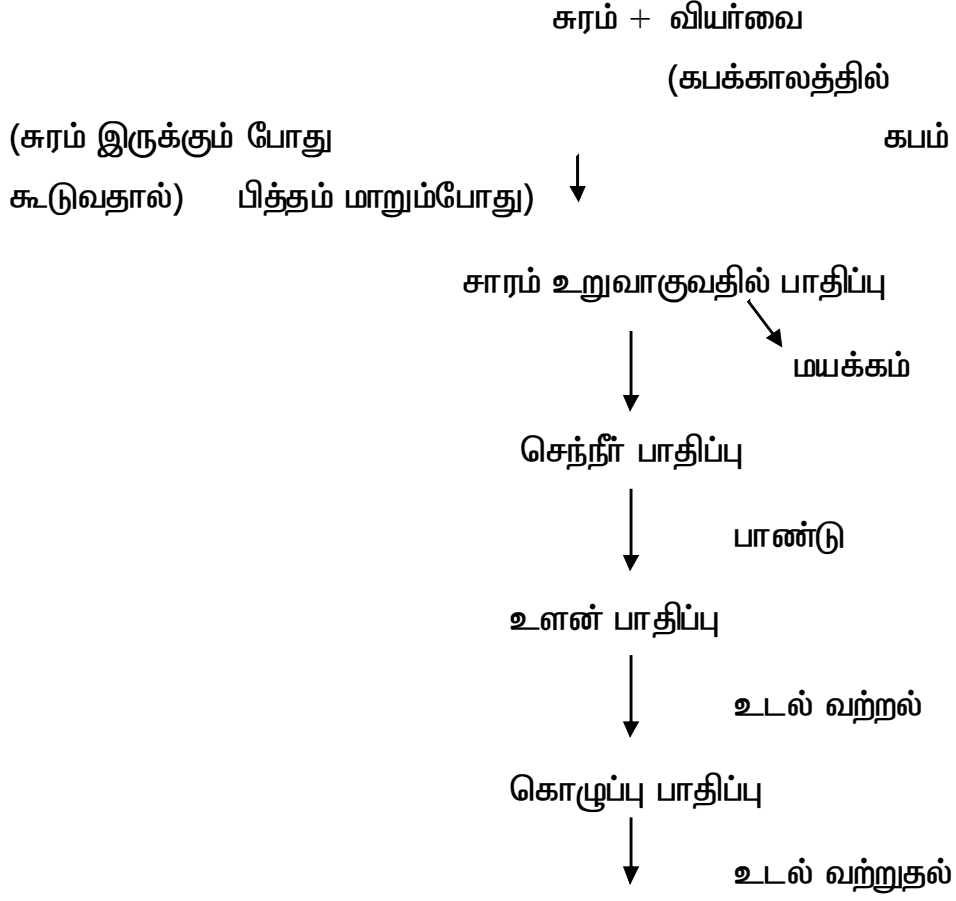 சுரம் + வியர்வை
(கபக்காலத்தில்
(சுரம் இருக்கும் போது கபம்
கூடுவதால்) பித்தம் மாறும்போது)
சாரம் உறுவாகுவதில் பாதிப்பு
மயக்கம்
செந்நீர் பாதிப்பு
பாண்டு
உளன் பாதிப்பு
உடல் வற்றல்
கொழுப்பு பாதிப்பு
உடல் வற்றுதல்